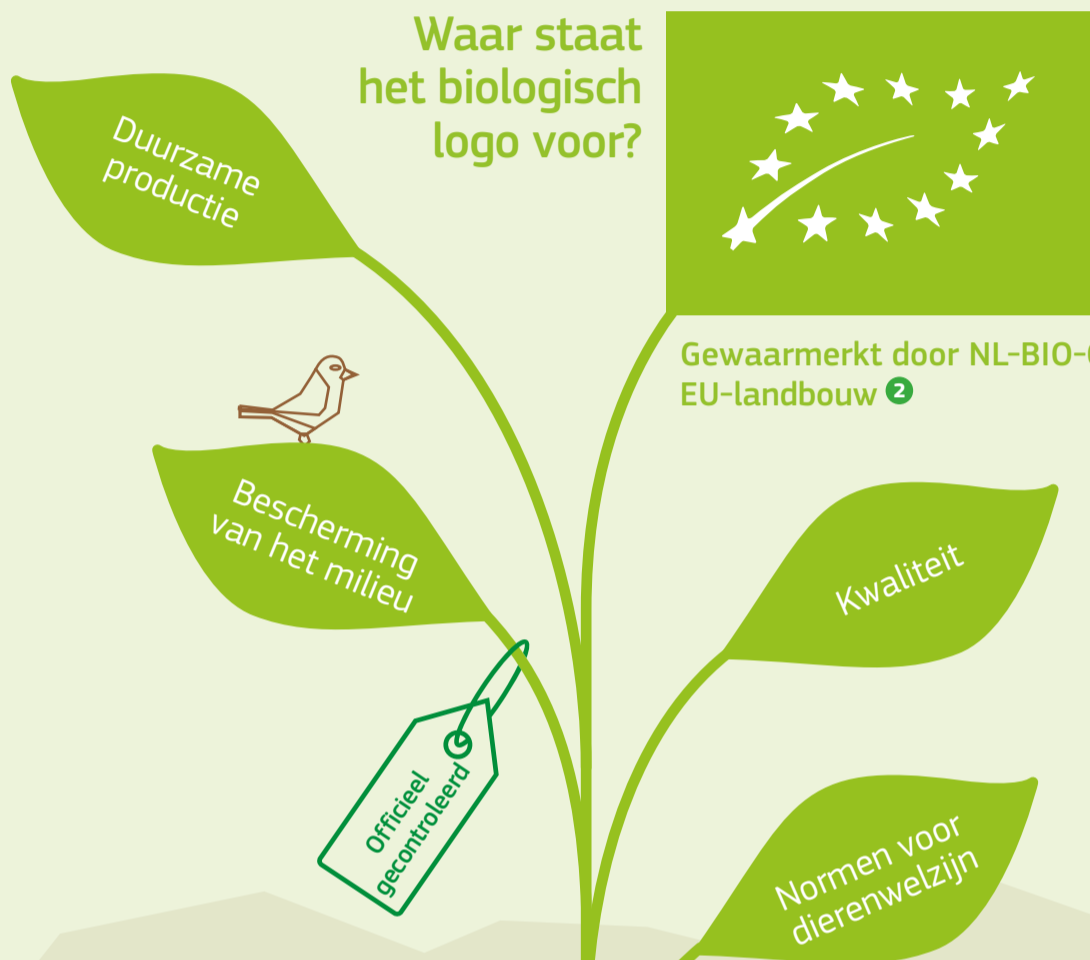 Waar staat
het biologisch
logo voor?
Duurzame
productie
Gewaarmerkt door NL-BIO-
EU-landbouw 2
Bescherming
van het milieu
Kwaliteit
Officieel
gecontroleerd
Normen voor
dierenwelzijn